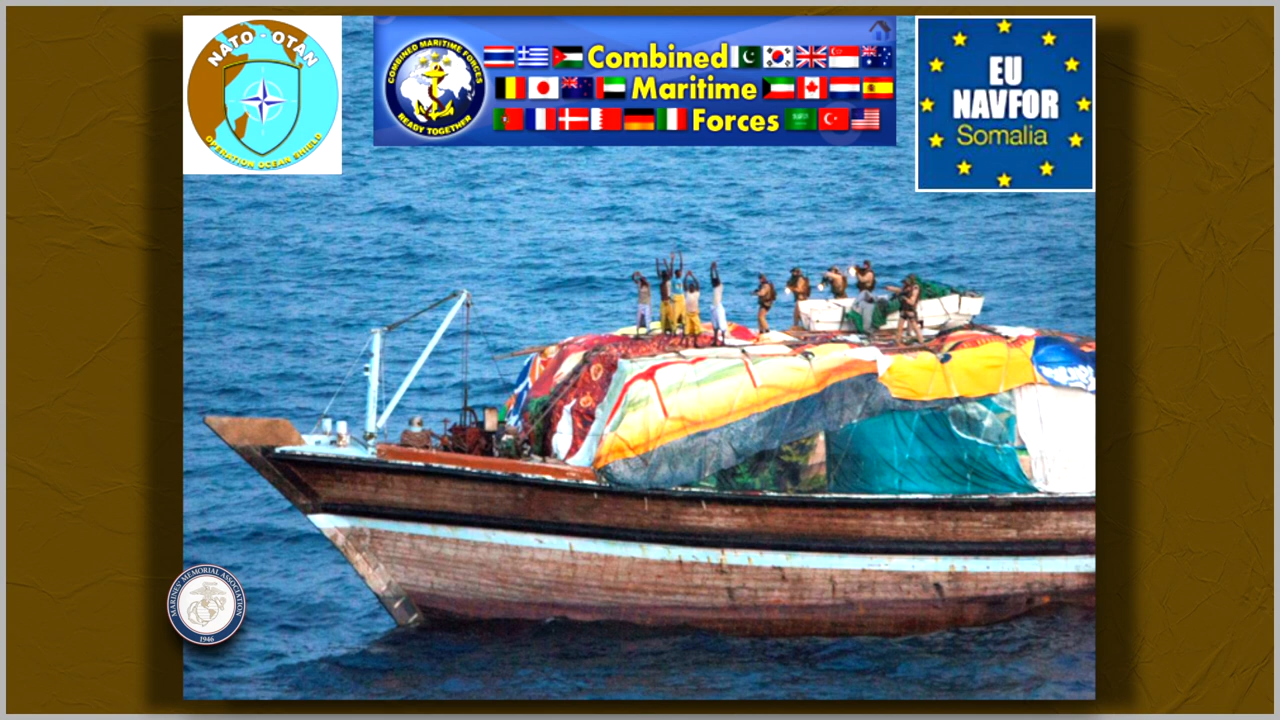 NATO - OTAN
OPERATION OCEAN SHIELD
COMBINED MARITIME FORCES
READY TOGETHER
Combined
Maritime
Forces
EU
NAVFOR
Somalia
MARINES' MEMORIAL ASSOCIATION
1946